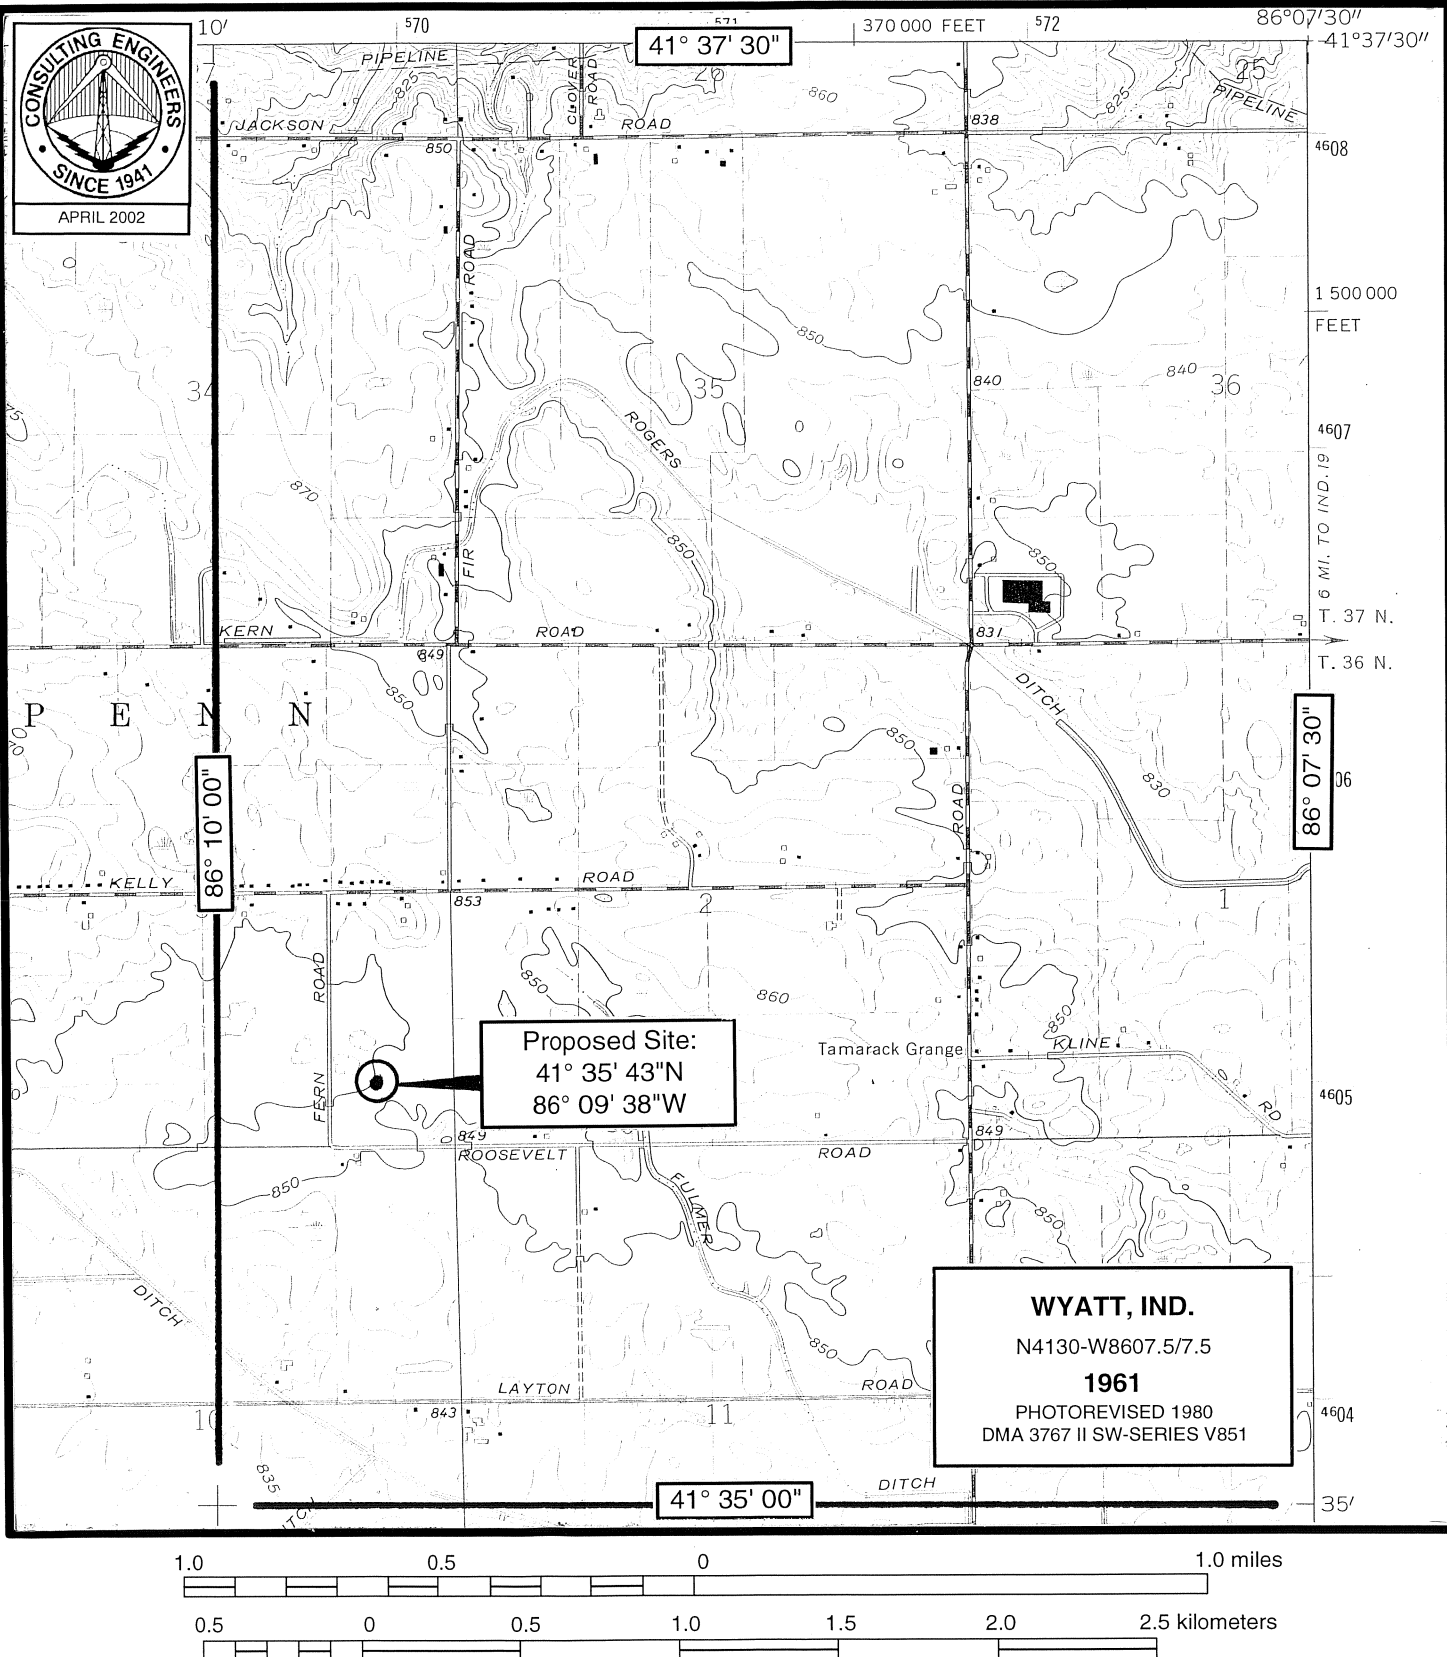 CONSULTING ENGINEERS
SINCE 1941
APRIL 2002
10'
570
571
41° 37' 30"
370 000 FEET
572
86°07'30"
41°37'30"
PIPELINE
825
CLOVER
ROAD
26
860
25
825
PIPELINE
JACKSON
ROAD
838
850
4608
ROAD
1 500 000
FEET
850
34
35
840
840
36
ROGERS
4607
870
6 MI. TO IND. 19
850
FIR
850
T. 37 N.
KERN
ROAD
831
849
T. 36 N.
850
DITCH
P E N N
850
86° 10' 00"
86° 07' 30"
06
830
ROAD
KELLY
ROAD
853
2
1
ROAD
850
860
850
Proposed Site:
41° 35' 43"N
86° 09' 38"W
Tamarack Grange
KLINE
RD
FERN
4605
849
849
ROOSEVELT
ROAD
850
FULMER
850
DITCH
850
WYATT, IND.
N4130-W8607.5/7.5
1961
PHOTOREVISED 1980
DMA 3767 II SW-SERIES V851
LAYTON
ROAD
843
10
11
4604
835
DITCH
41° 35' 00"
35'
1.0
0.5
0
1.0 miles
0.5
0
0.5
1.0
1.5
2.0
2.5 kilometers